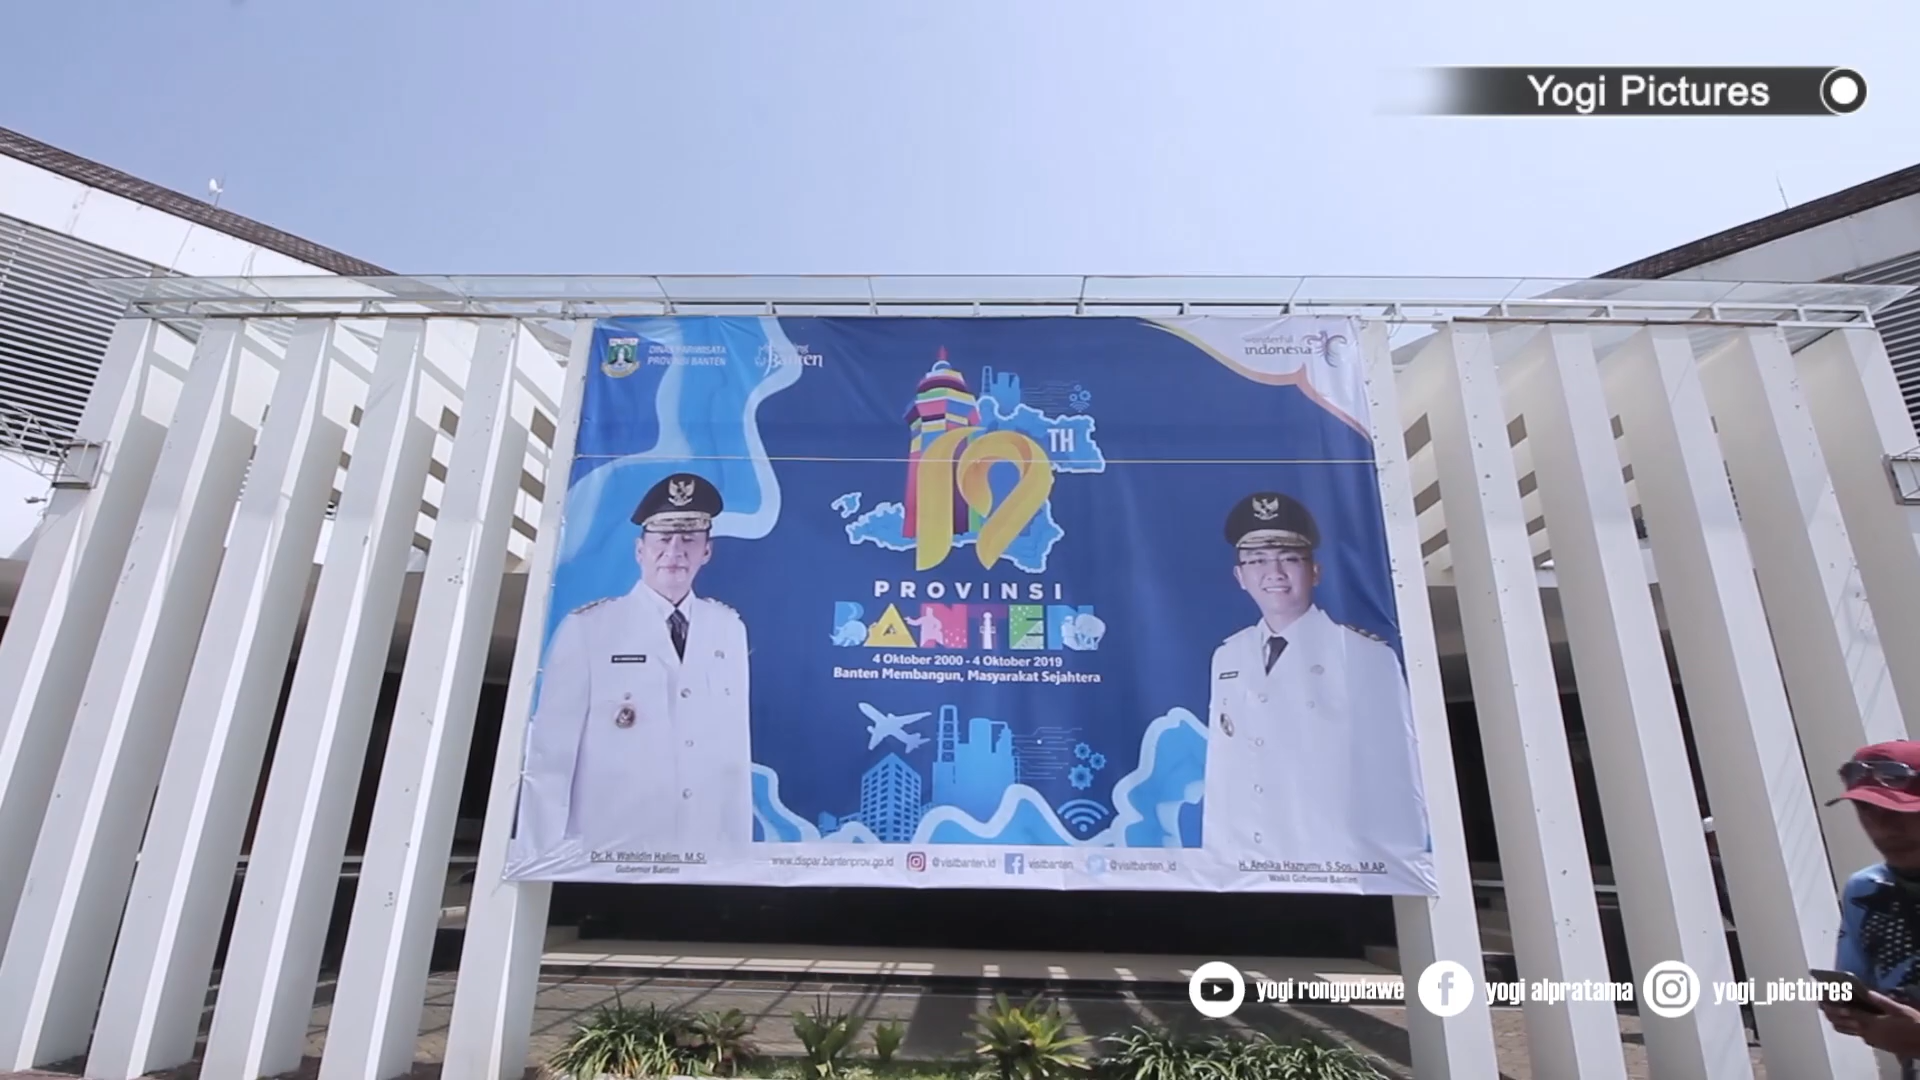 Yogi Pictures
DINAS PARIWISATA
PROVINSI BANTEN
Banten
wonderful
indonesia
19
TH
PROVINSI
BANTEN
4 Oktober 2000 - 4 Oktober 2019
Banten Membangun, Masyarakat Sejahtera
Dr. H. Wahidin Halim, M.Si.
Gubernur Banten
www.dispar.bantenprov.go.id @visitbanten.id visitbanten @visitbanten_id
H. Andika Hazrumy, S.Sos., M.AP.
Wakil Gubernur Banten
yogi ronggolawe yogi alpratama yogi_pictures